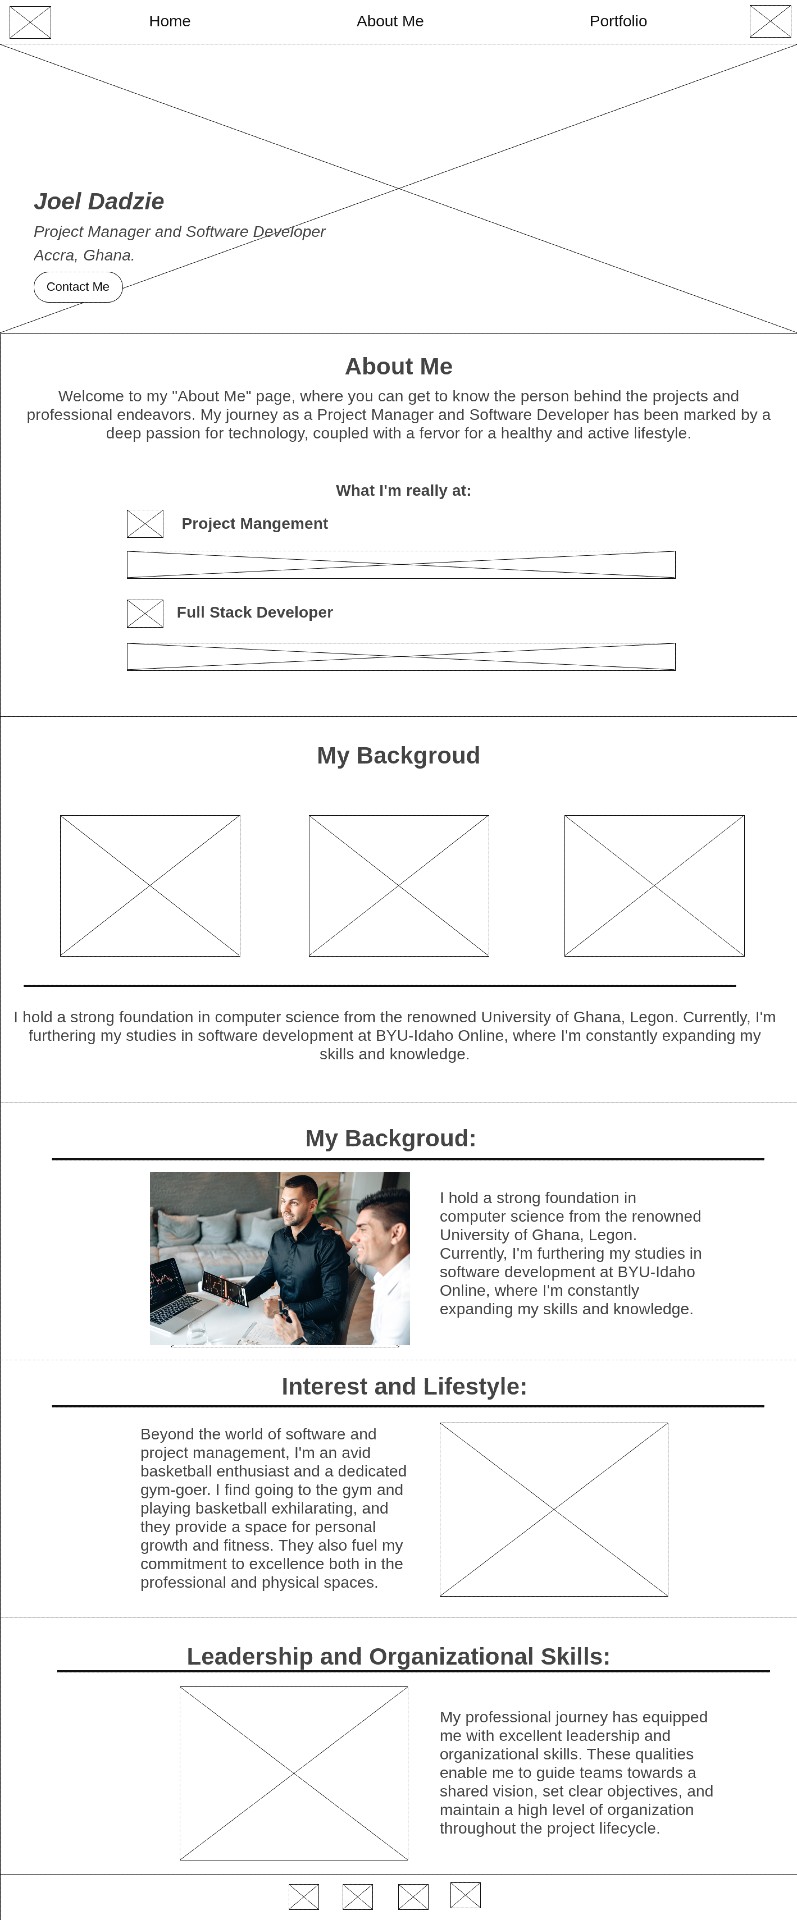 Home About Me Portfolio
Joel Dadzie
Project Manager and Software Developer
Accra, Ghana.
Contact Me
About Me
Welcome to my "About Me" page, where you can get to know the person behind the projects and
professional endeavors. My journey as a Project Manager and Software Developer has been marked by a
deep passion for technology, coupled with a fervor for a healthy and active lifestyle.
What I'm really at:
Project Mangement
Full Stack Developer
My Backgroud
I hold a strong foundation in computer science from the renowned University of Ghana, Legon. Currently, I'm
furthering my studies in software development at BYU-Idaho Online, where I'm constantly expanding my
skills and knowledge.
My Backgroud:
I hold a strong foundation in
computer science from the renowned
University of Ghana, Legon.
Currently, I'm furthering my studies in
software development at BYU-Idaho
Online, where I'm constantly
expanding my skills and knowledge.
Interest and Lifestyle:
Beyond the world of software and
project management, I'm an avid
basketball enthusiast and a dedicated
gym-goer. I find going to the gym and
playing basketball exhilarating, and
they provide a space for personal
growth and fitness. They also fuel my
commitment to excellence both in the
professional and physical spaces.
Leadership and Organizational Skills:
My professional journey has equipped
me with excellent leadership and
organizational skills. These qualities
enable me to guide teams towards a
shared vision, set clear objectives, and
maintain a high level of organization
throughout the project lifecycle.